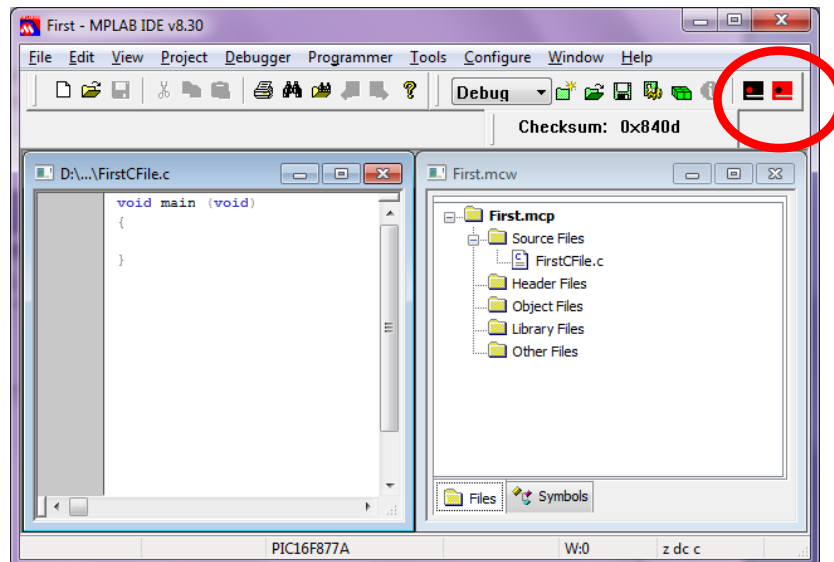 First - MPLAB IDE v8.30
File Edit View Project Debugger Programmer Tools Configure Window Help
Debug
Checksum: 0x840d
D:\...\FirstCFile.c
void main (void)
{
}
First.mcw
First.mcp
Source Files
FirstCFile.c
Header Files
Object Files
Library Files
Other Files
Files Symbols
PIC16F877A W:0 z dc c